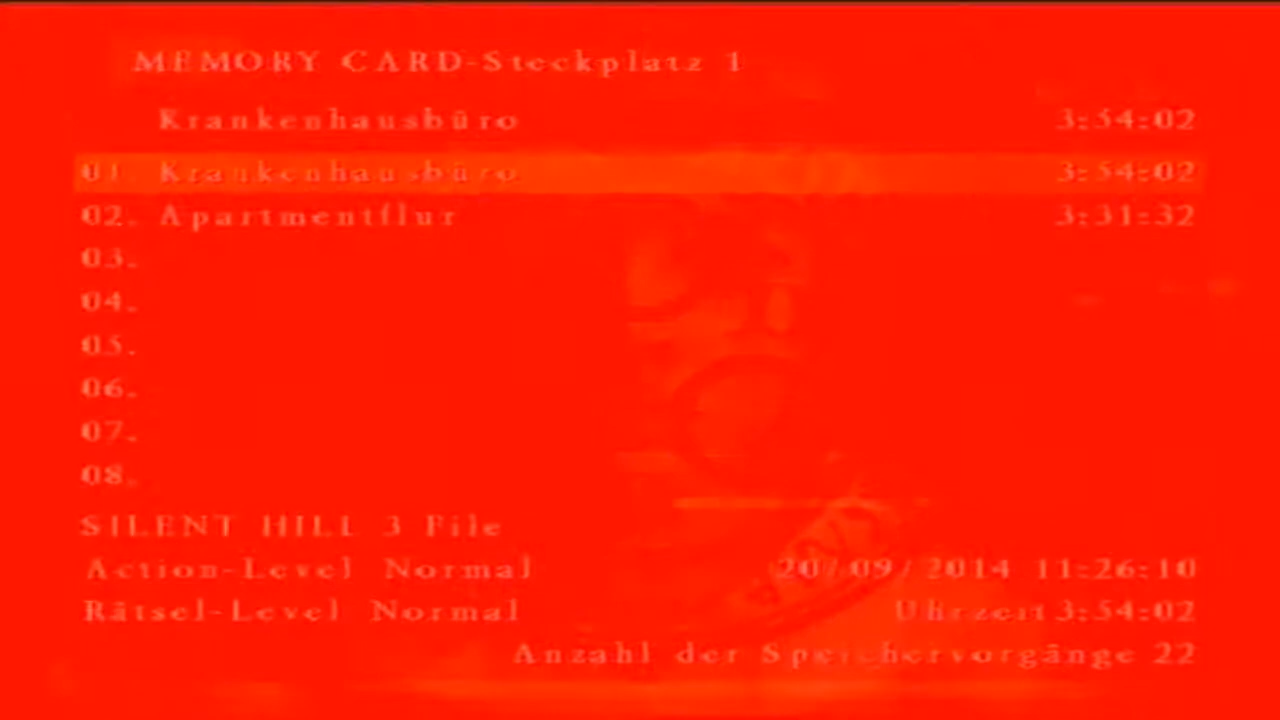 MEMORY CARD-Steckplatz 1
Krankenhausbüro 3:54:02
01. Krankenhausbüro 3:54:02
02. Apartmentflur 3:31:32
03.
04.
05.
06.
07.
08.
SILENT HILL 3 File
Action-Level Normal 20/09/2014 11:26:10
Rätsel-Level Normal Uhrzeit 3:54:02
Anzahl der Speichervorgänge 22